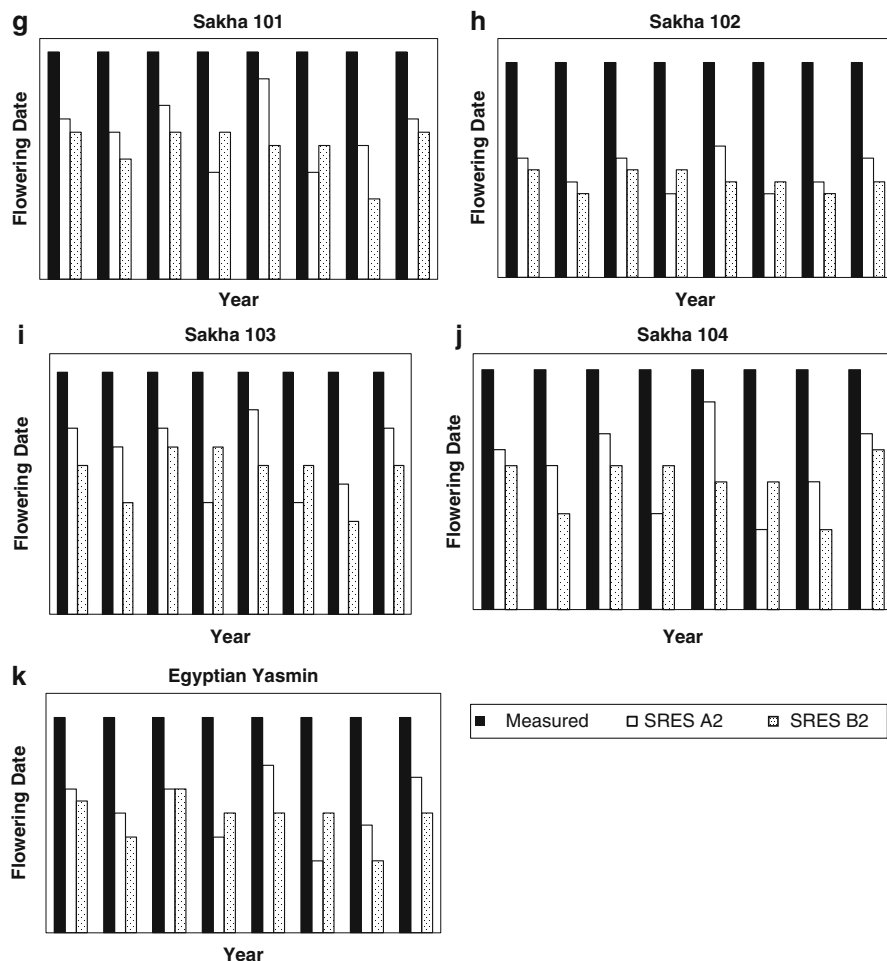 g
Sakha 101
Flowering Date
Year
h
Sakha 102
Flowering Date
Year
i
Sakha 103
Flowering Date
Year
j
Sakha 104
Flowering Date
Year
k
Egyptian Yasmin
Flowering Date
Year
Measured SRES A2 SRES B2